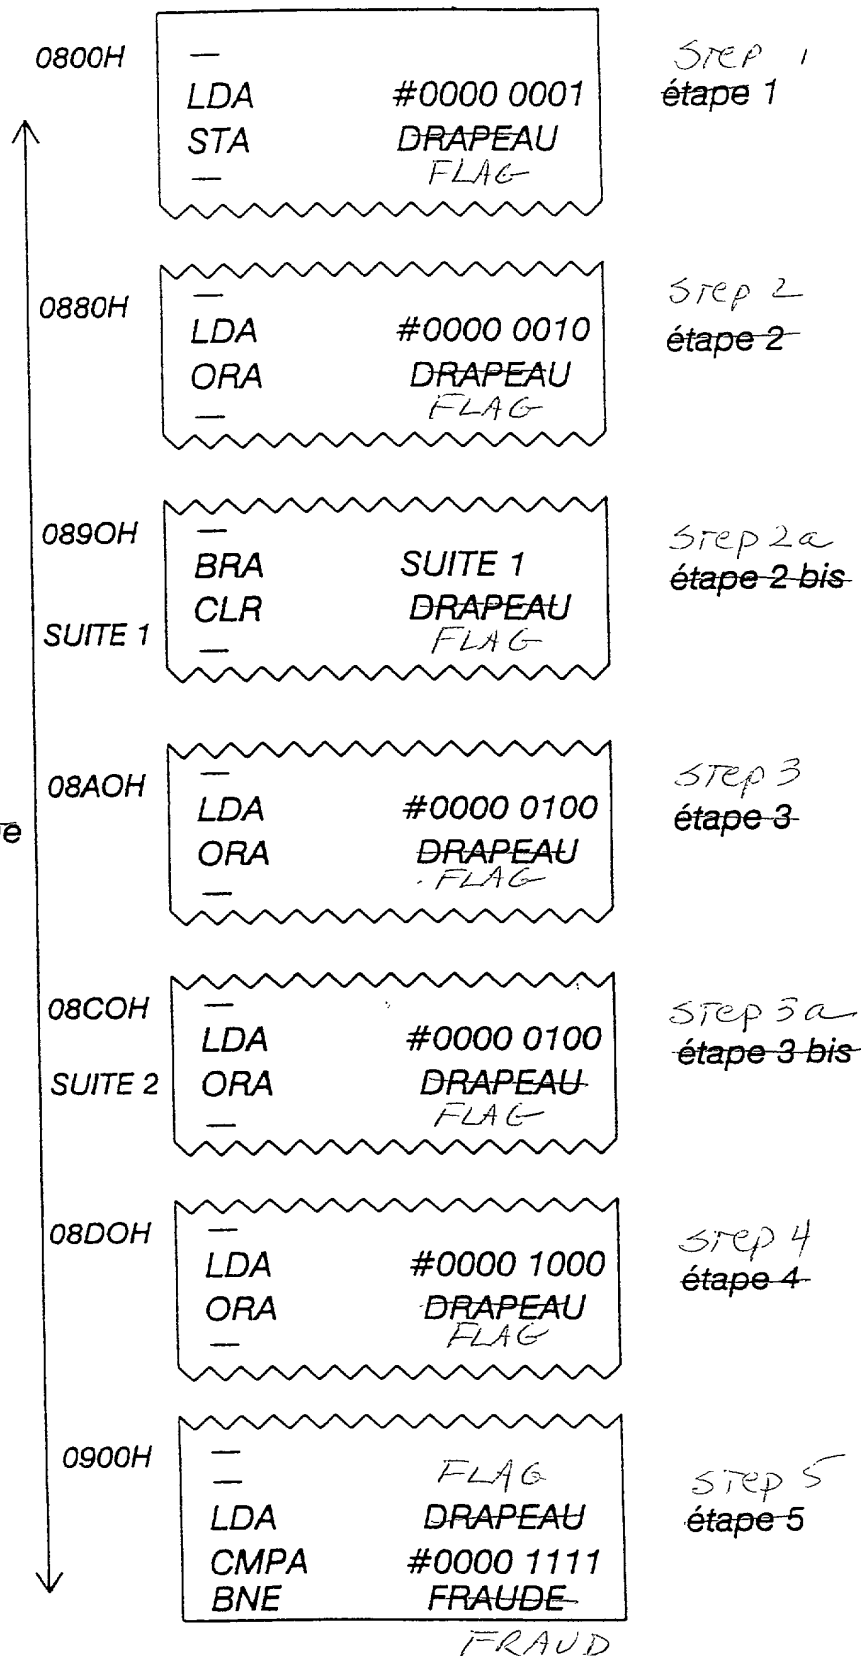 0800H
—
Step 1
LDA #0000 0001 étape 1
STA DRAPEAU
— FLAG
—
0880H
Step 2
LDA #0000 0010 étape 2
ORA DRAPEAU
— FLAG
089OH
—
Step 2a
BRA SUITE 1 étape 2 bis
CLR DRAPEAU
SUITE 1
— FLAG
—
08AOH
Step 3
LDA #0000 0100 étape 3
ORA DRAPEAU
— FLAG
08COH
—
Step 3a
LDA #0000 0100 étape 3 bis
SUITE 2 ORA DRAPEAU
— FLAG
08DOH
—
Step 4
LDA #0000 1000 étape 4
ORA DRAPEAU
— FLAG
0900H
—
— FLAG Step 5
LDA DRAPEAU étape 5
CMPA #0000 1111
BNE FRAUDE
FRAUD